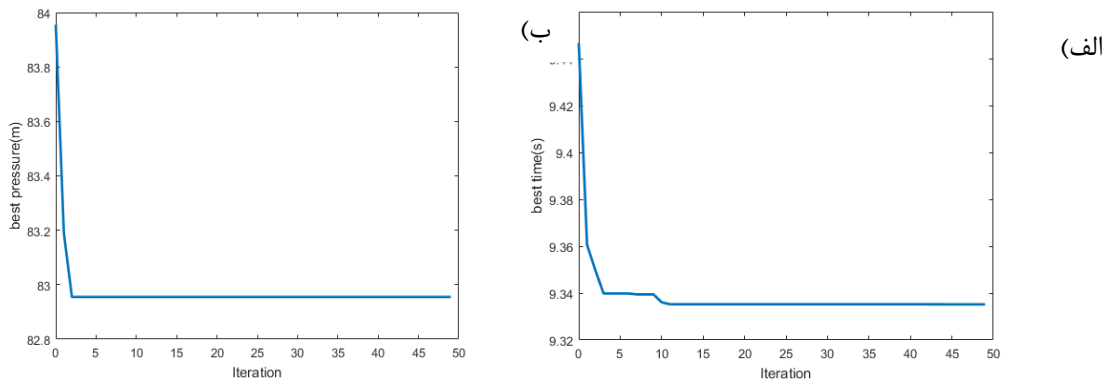 الف)
ب)
84
83.8
83.6
83.4
83.2
83
82.8
best pressure(m)
0 5 10 15 20 25 30 35 40 45 50
Iteration
9.42
9.4
9.38
9.36
9.34
9.32
best time(s)
0 5 10 15 20 25 30 35 40 45 50
Iteration